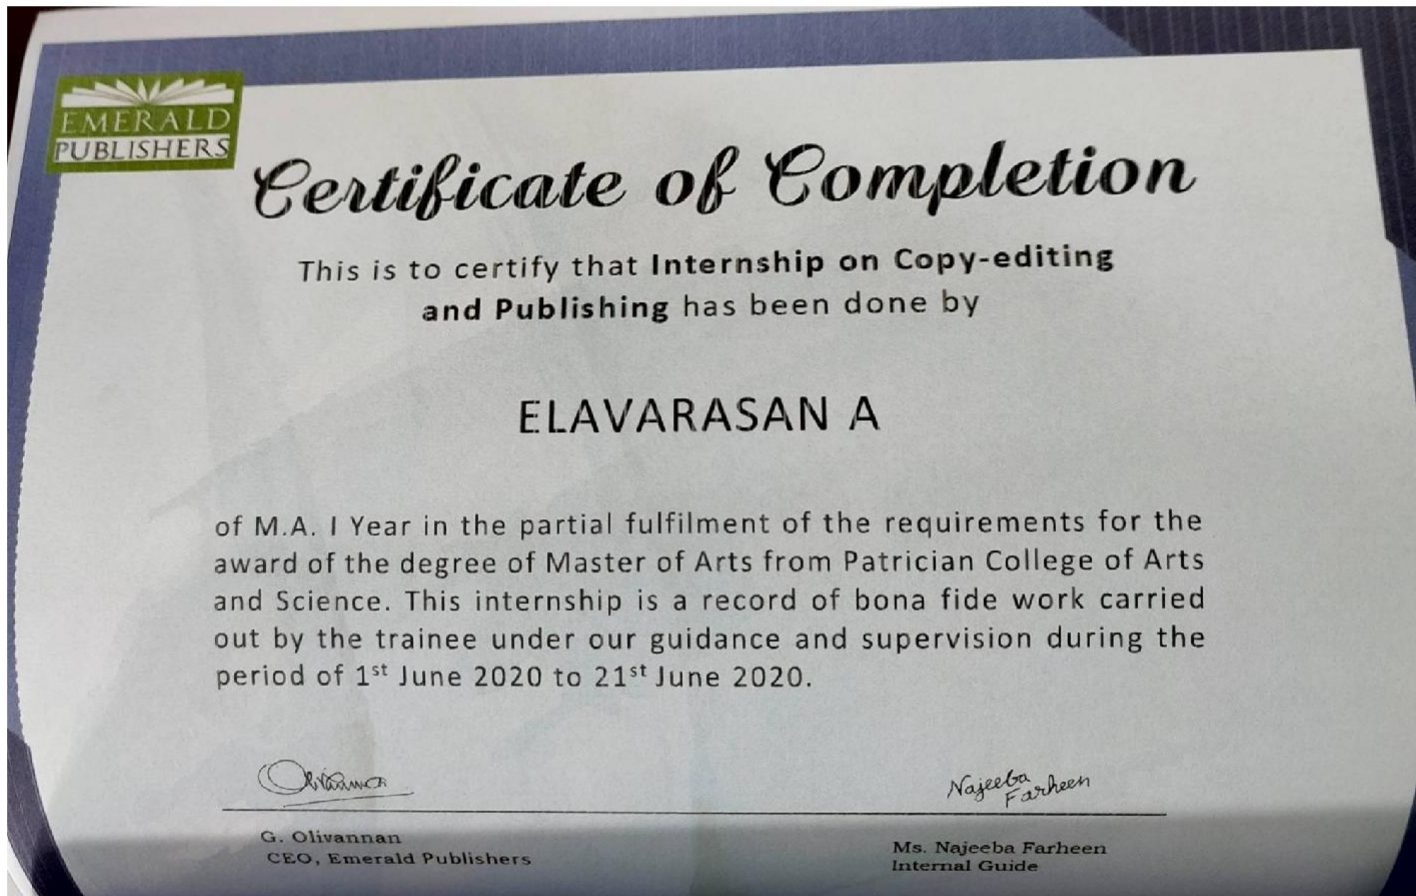 EMERALD
PUBLISHERS
Certificate of Completion
This is to certify that Internship on Copy-editing
and Publishing has been done by
ELAVARASAN A
of M.A. I Year in the partial fulfilment of the requirements for the
award of the degree of Master of Arts from Patrician College of Arts
and Science. This internship is a record of bona fide work carried
out by the trainee under our guidance and supervision during the
period of 1st June 2020 to 21st June 2020.
Najeeba
Farheen
G. Olivannan
CEO, Emerald Publishers
Ms. Najeeba Farheen
Internal Guide